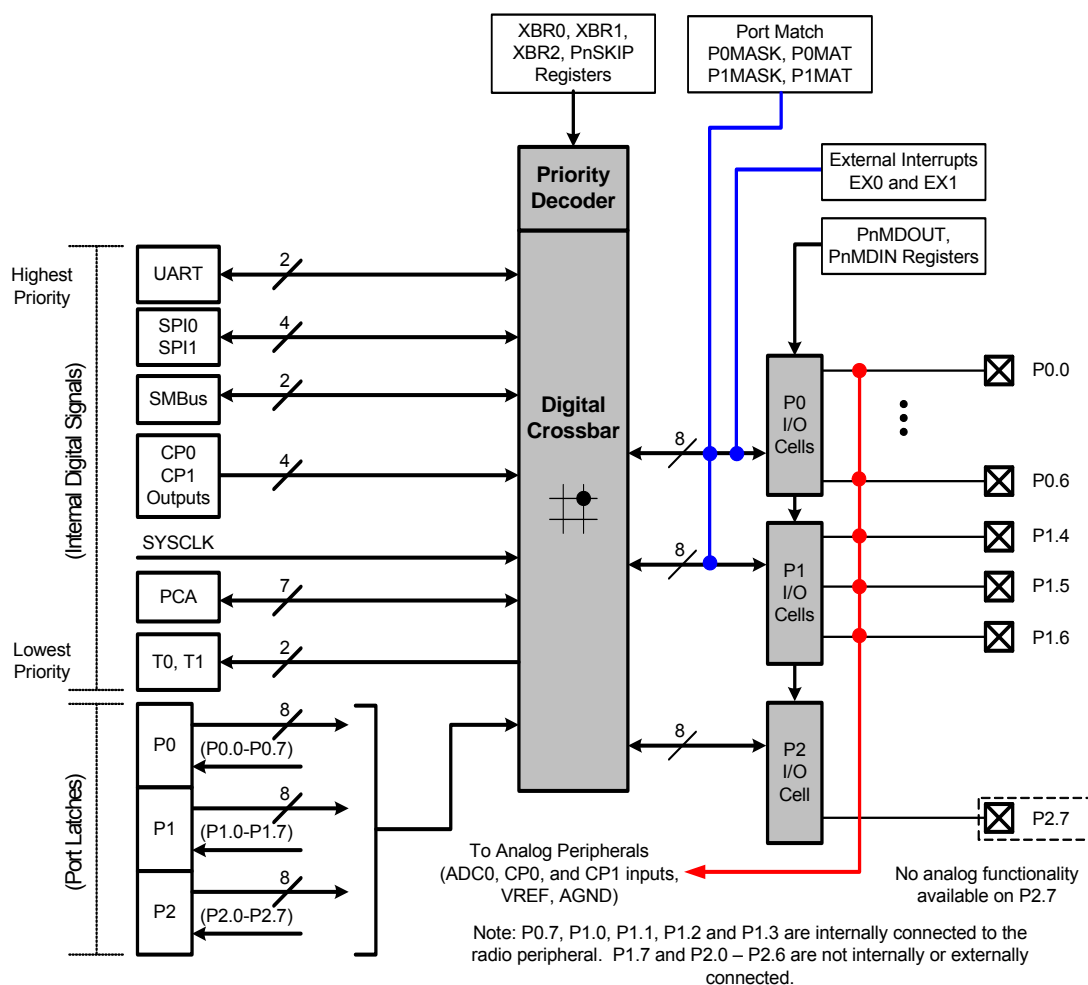 XBR0, XBR1,
XBR2, PnSKIP
Registers
Port Match
P0MASK, P0MAT
P1MASK, P1MAT
External Interrupts
EX0 and EX1
Priority
Decoder
PnMDOUT,
PnMDIN Registers
Highest
Priority
UART
2
SPI0
SPI1
4
SMBus
2
CP0
CP1
Outputs
4
SYSCLK
PCA
7
Lowest
Priority
T0, T1
2
(Internal Digital Signals)
Digital
Crossbar
8
P0
I/O
Cells
P0.0
P0.6
8
P1
I/O
Cells
P1.4
P1.5
P1.6
8
P2
I/O
Cell
P2.7
(Port Latches)
P0
8
(P0.0-P0.7)
P1
8
(P1.0-P1.7)
P2
8
(P2.0-P2.7)
To Analog Peripherals
(ADC0, CP0, and CP1 inputs,
VREF, AGND)
No analog functionality
available on P2.7
Note: P0.7, P1.0, P1.1, P1.2 and P1.3 are internally connected to the
radio peripheral. P1.7 and P2.0 – P2.6 are not internally or externally
connected.